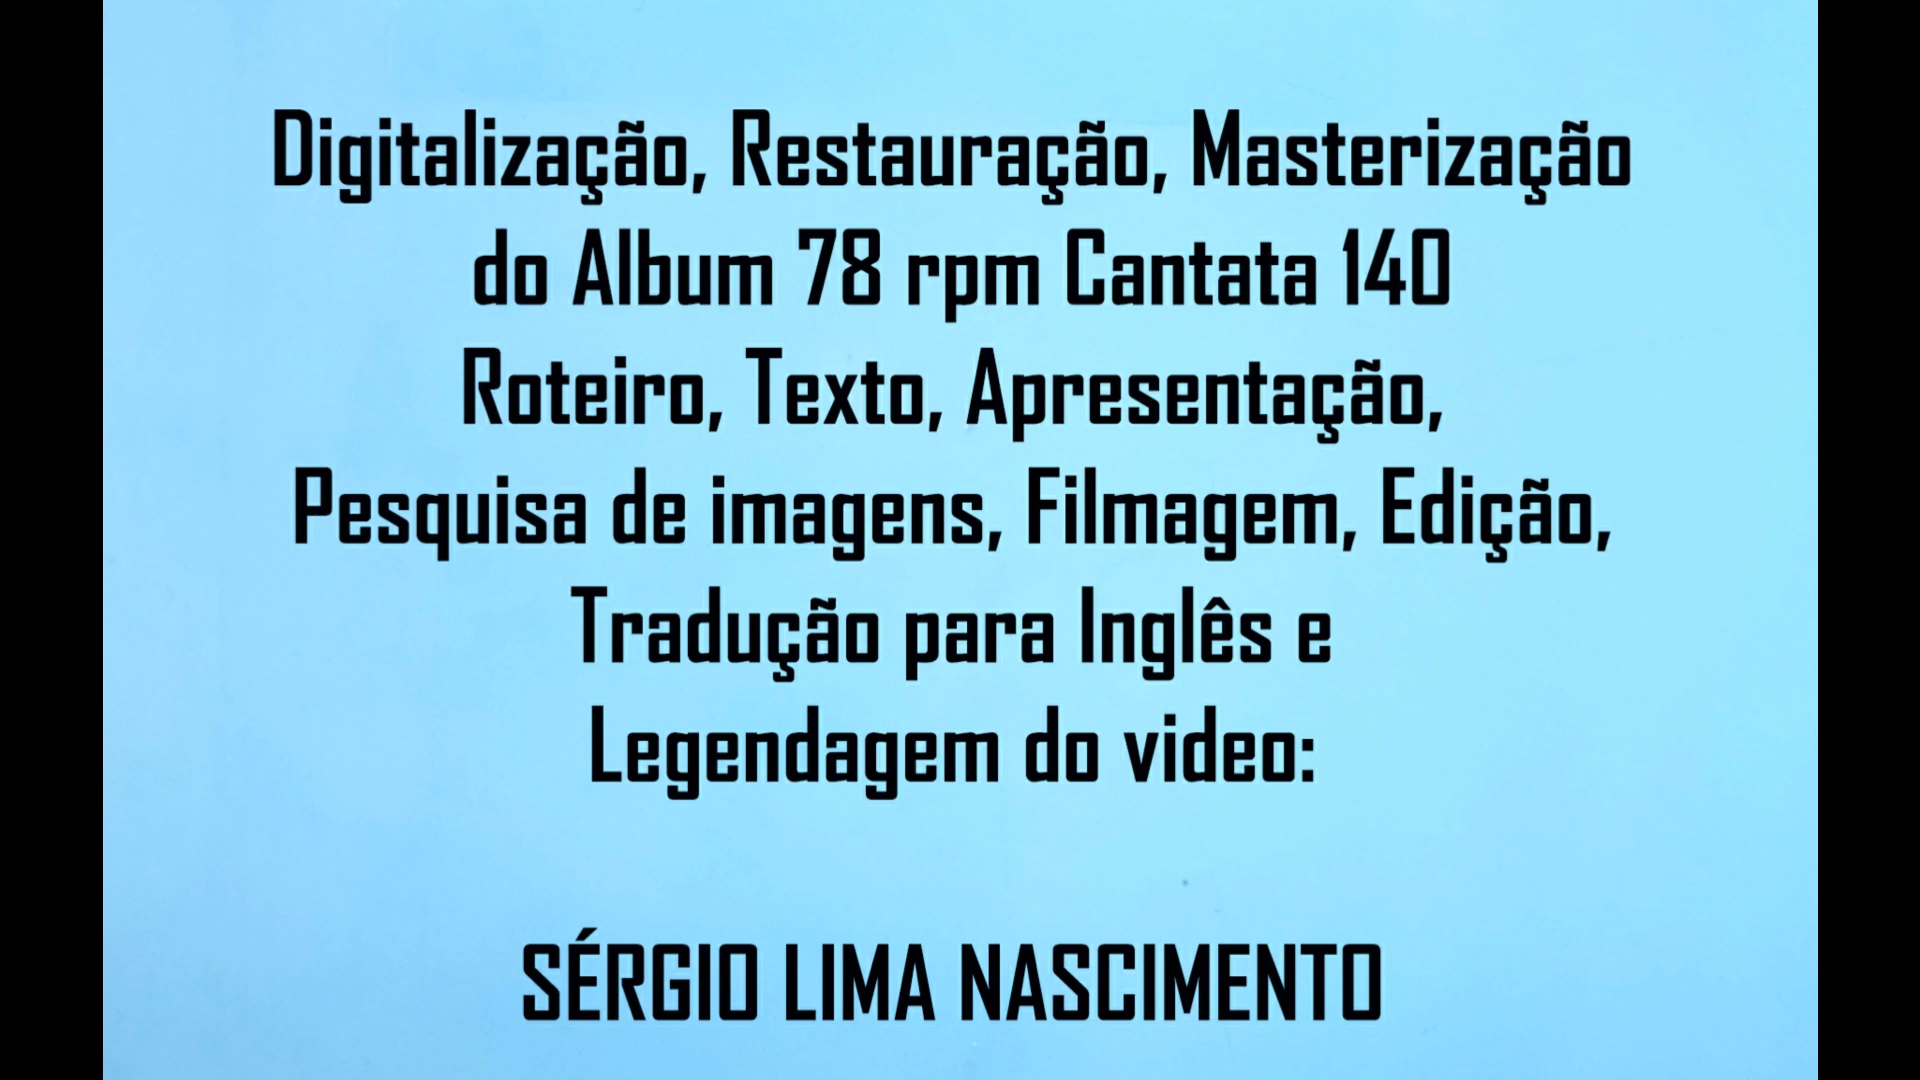 Digitalização, Restauração, Masterização
do Album 78 rpm Cantata 140
Roteiro, Texto, Apresentação,
Pesquisa de imagens, Filmagem, Edição,
Tradução para Inglês e
Legendagem do video:
SÉRGIO LIMA NASCIMENTO